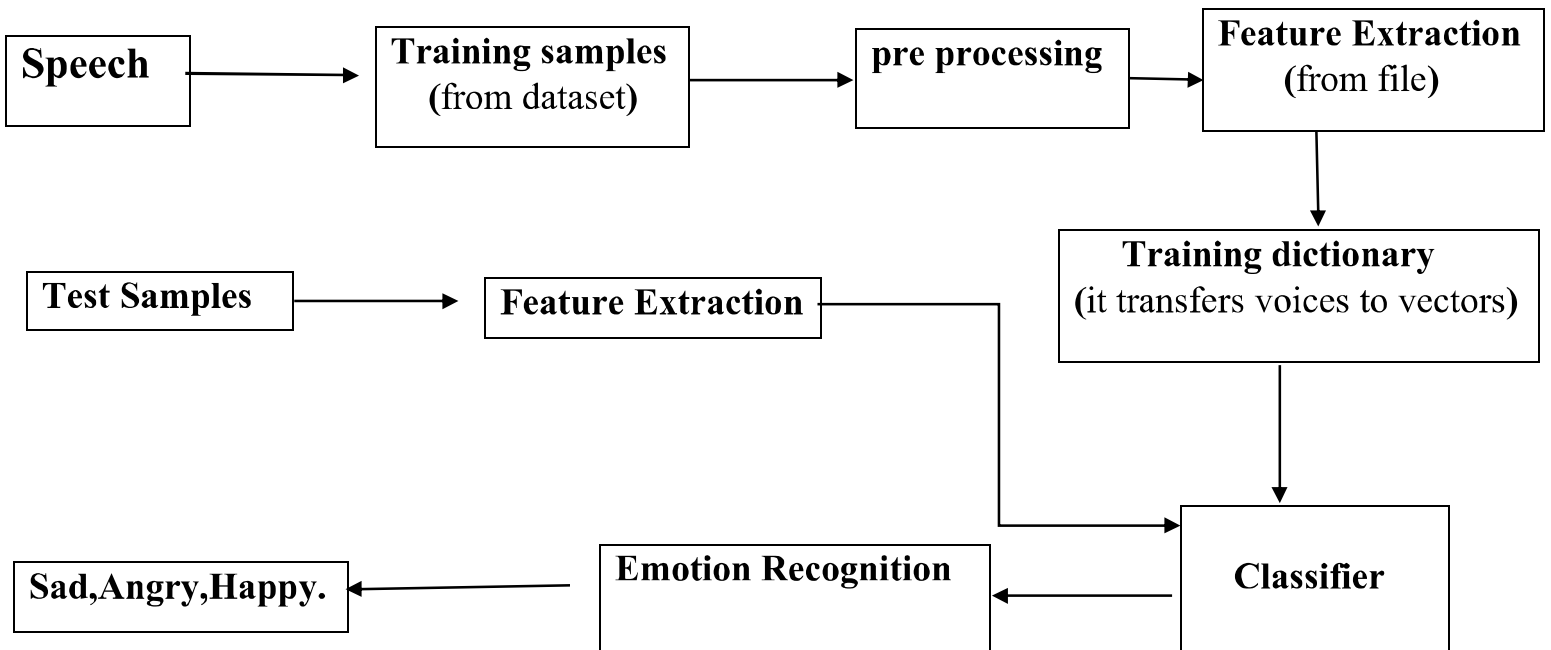 Speech
Training samples
(from dataset)
pre processing
Feature Extraction
(from file)
Training dictionary
(it transfers voices to vectors)
Test Samples
Feature Extraction
Classifier
Emotion Recognition
Sad,Angry,Happy.